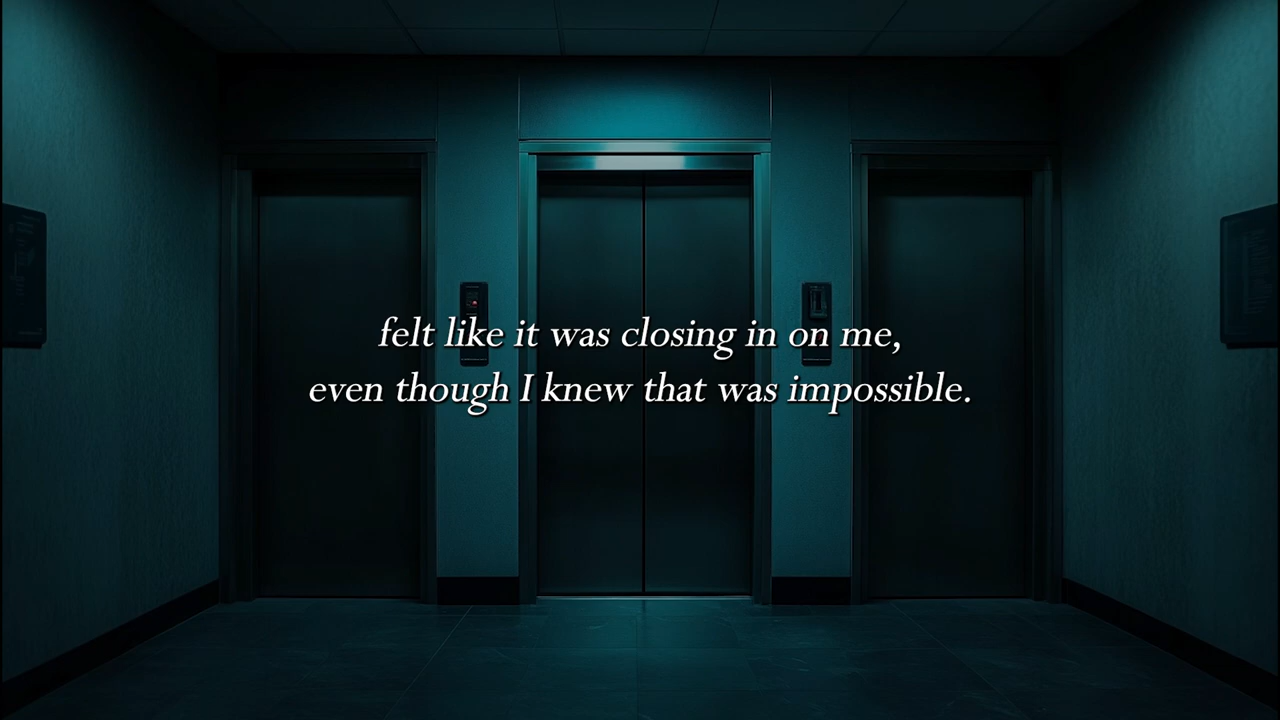 felt like it was closing in on me,
even though I knew that was impossible.